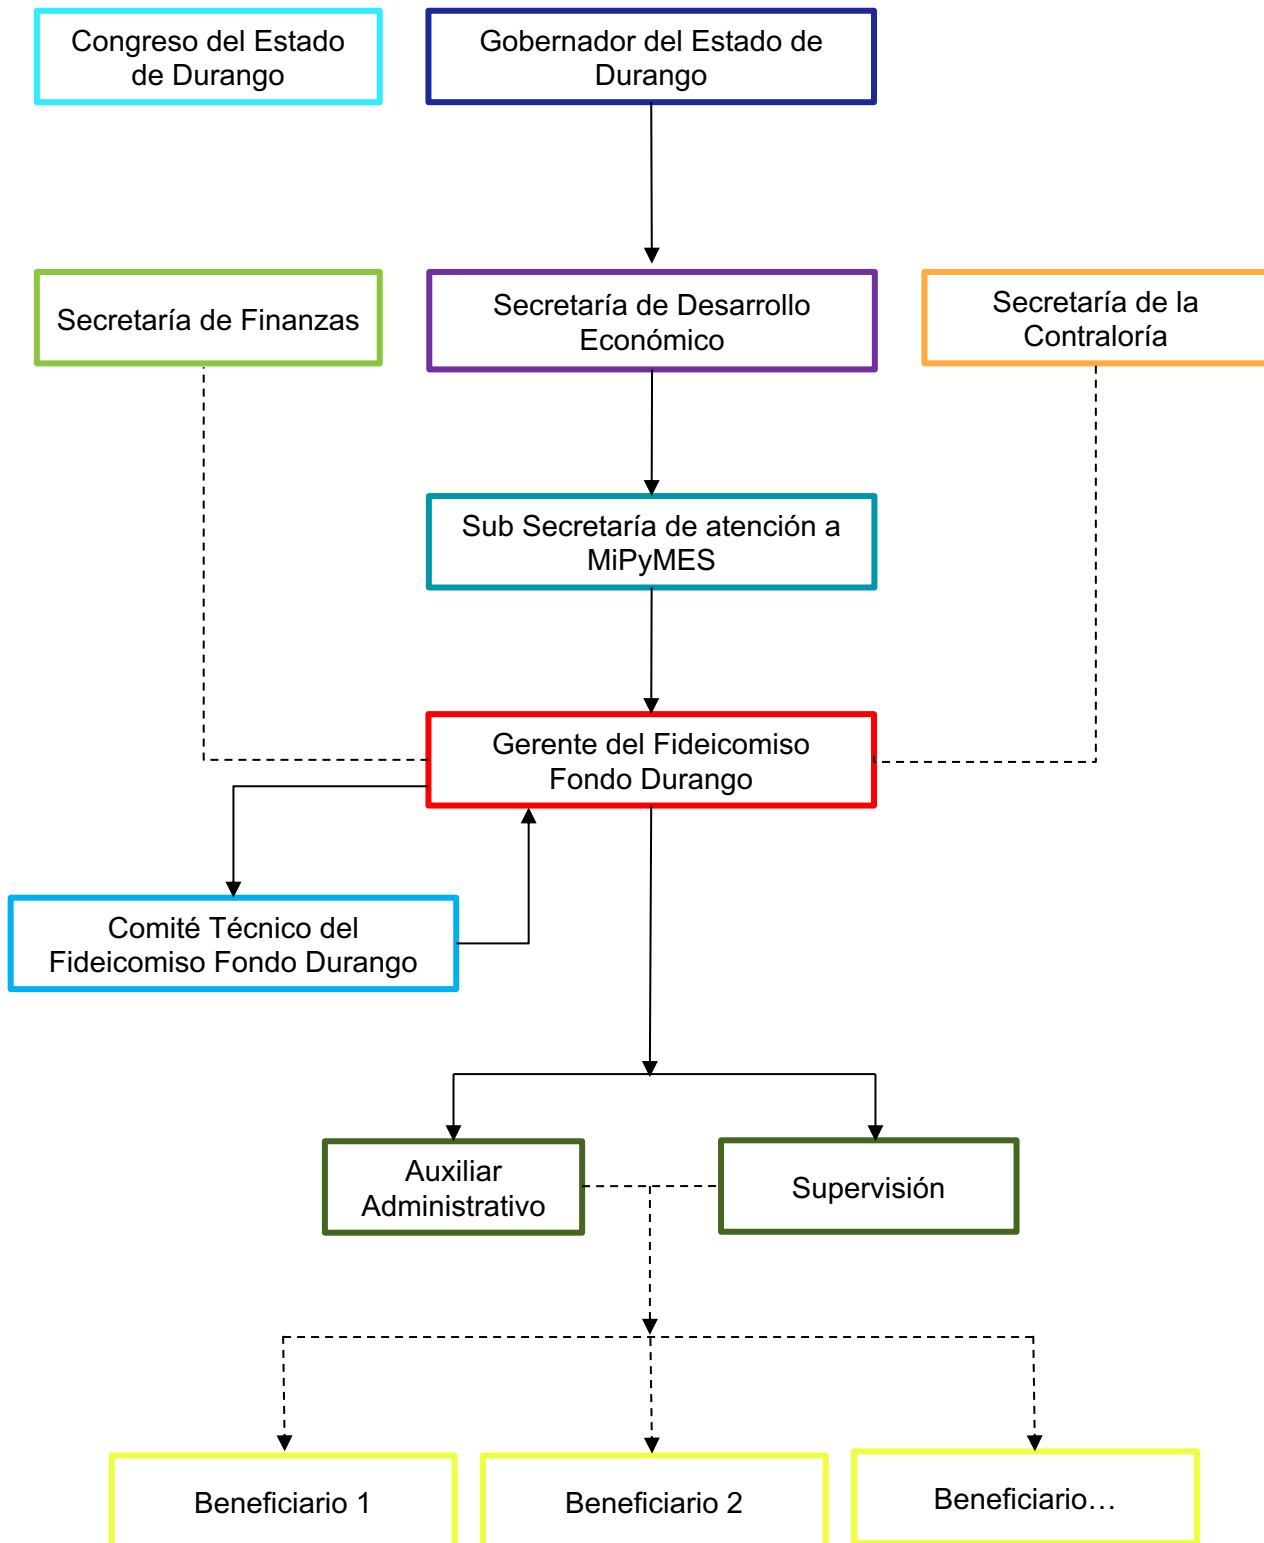 Congreso del Estado
de Durango
Gobernador del Estado de
Durango
Secretaría de Finanzas
Secretaría de Desarrollo
Económico
Secretaría de la
Contraloría
Sub Secretaría de atención a
MiPyMES
Gerente del Fideicomiso
Fondo Durango
Comité Técnico del
Fideicomiso Fondo Durango
Auxiliar
Administrativo
Supervisión
Beneficiario 1
Beneficiario 2
Beneficiario…